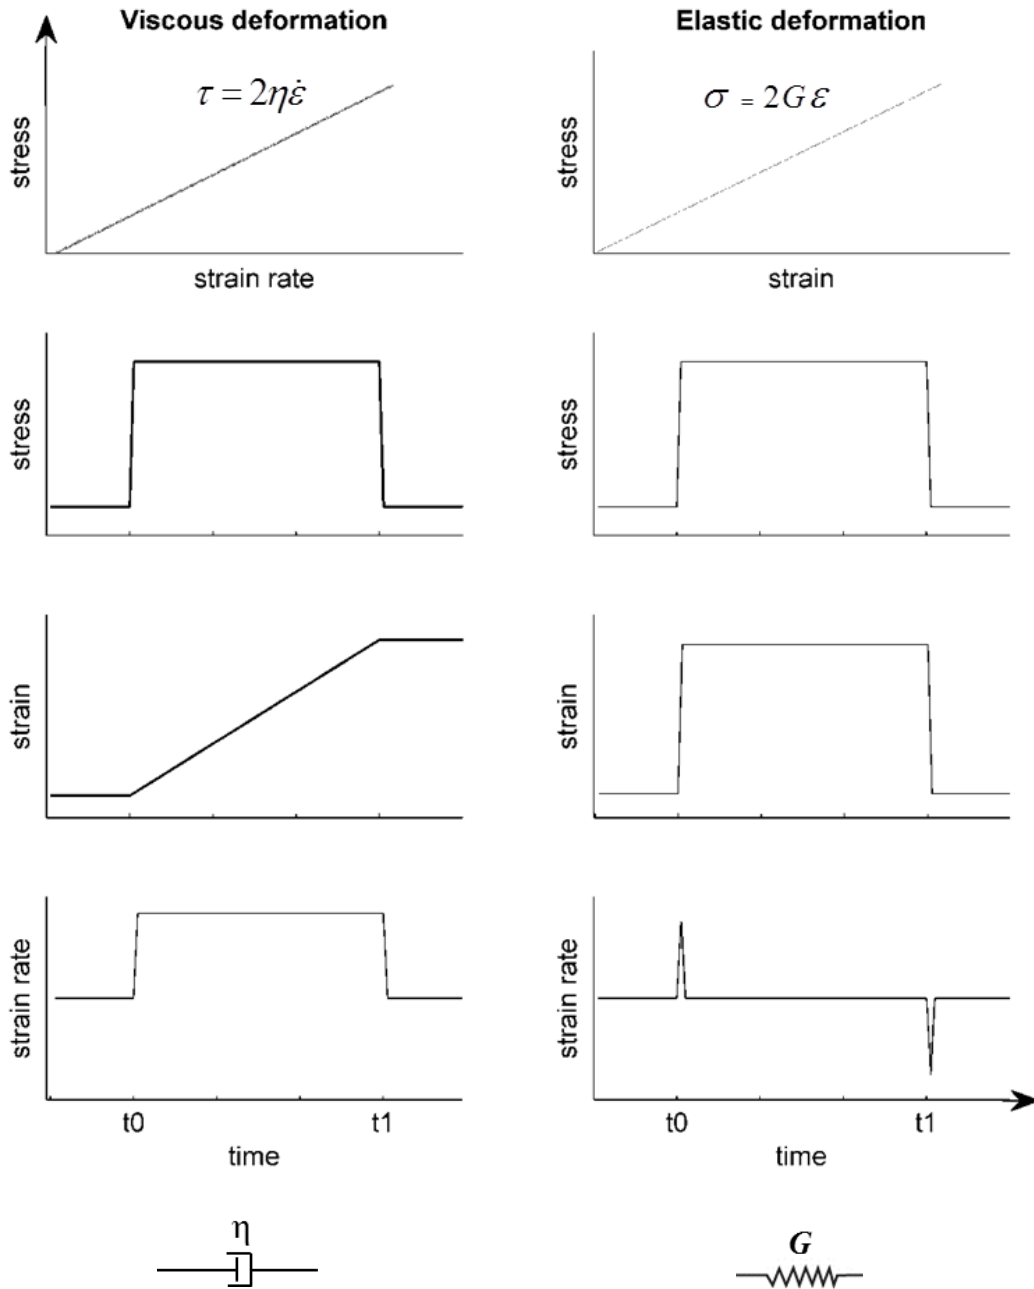 Viscous deformation
Elastic deformation
τ = 2ηε̇
σ = 2Gε
stress
stress
strain rate
strain
stress
stress
strain
strain
strain rate
strain rate
t0
t1
t0
t1
time
time
η
G